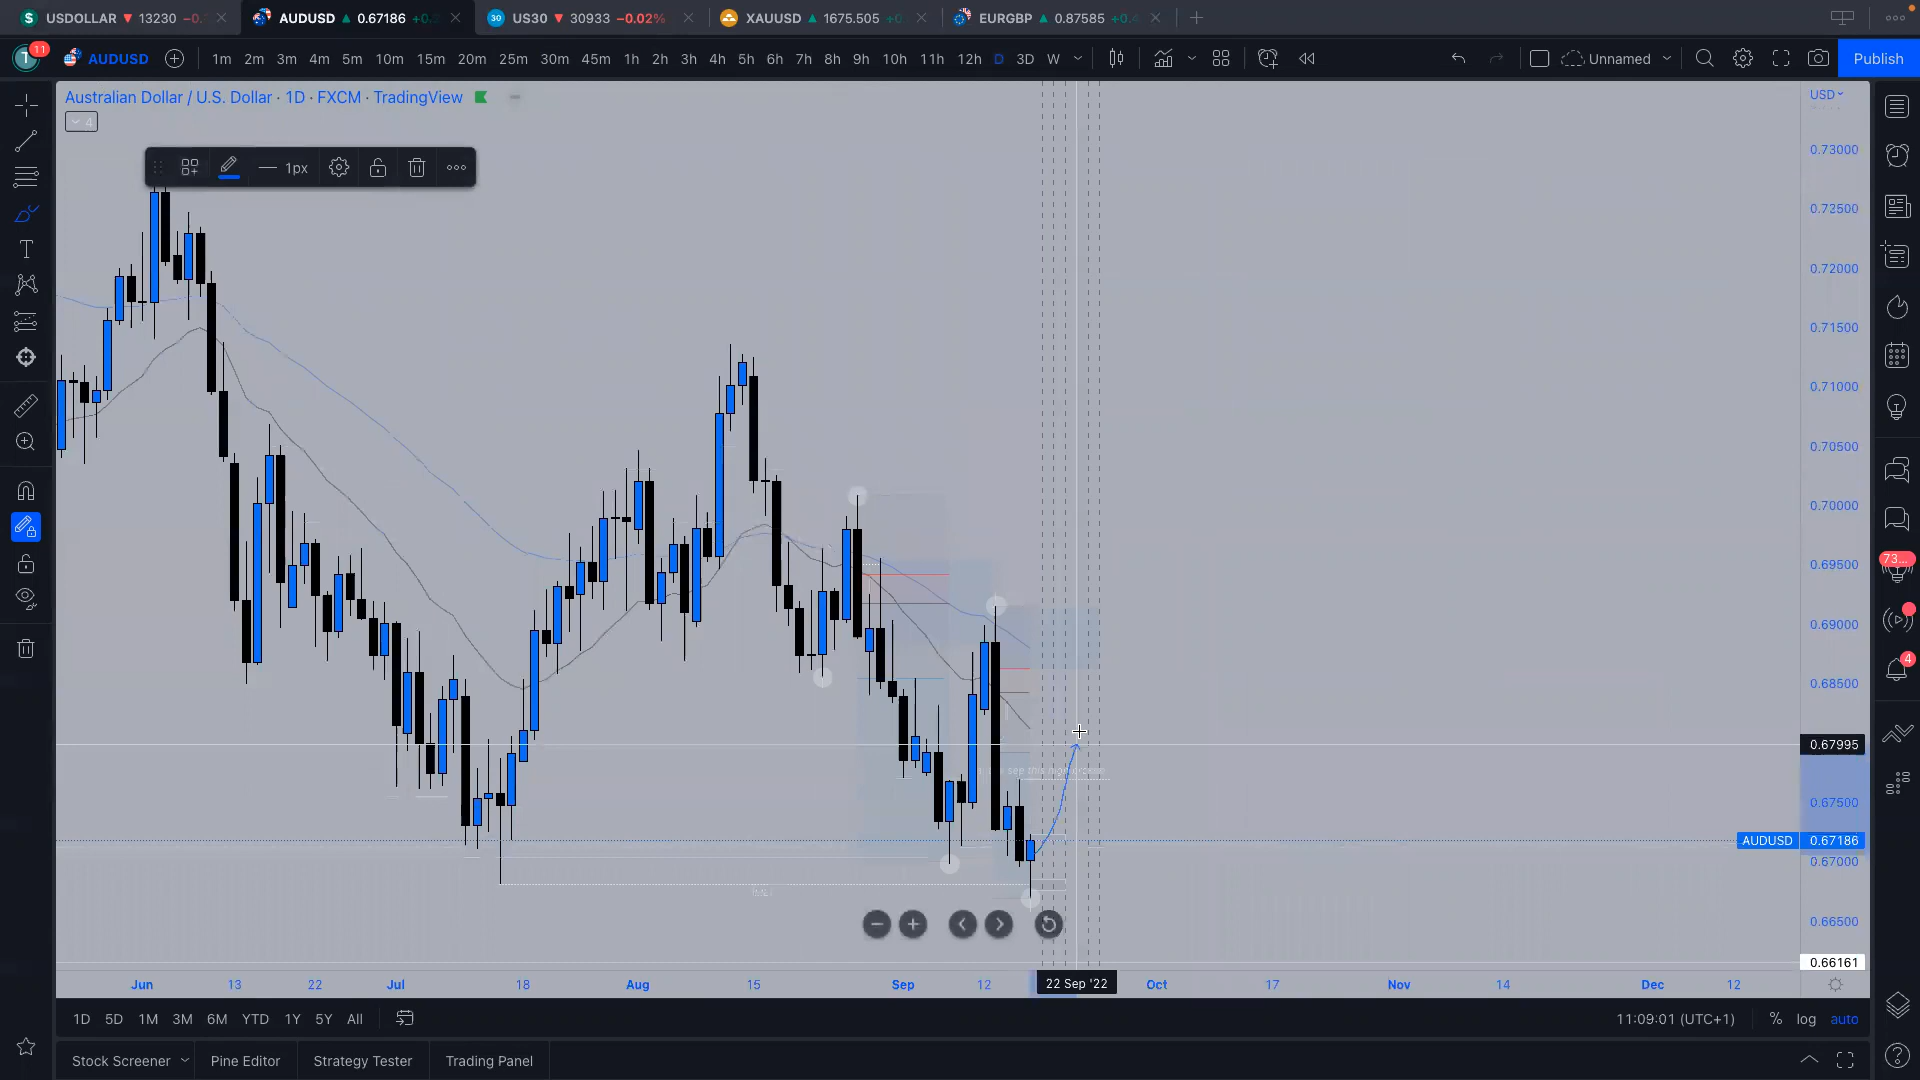 USDOLLAR ▼ 13230
AUDUSD ▲ 0.67186
30 US30 ▼ 30933 −0.02%
XAUUSD ▲ 1675.505
EURGBP ▲ 0.87585
T 11 AUDUSD 1m 2m 3m 4m 5m 10m 15m 20m 25m 30m 45m 1h 2h 3h 4h 5h 6h 7h 8h 9h 10h 11h 12h D 3D W Unnamed Publish
Australian Dollar / U.S. Dollar · 1D · FXCM · TradingView
USD
4
1px
0.73000
0.72500
0.72000
0.71500
0.71000
0.70500
0.70000
0.69500
0.69000
0.68500
0.67995
0.67500
AUDUSD 0.67186
0.67000
0.66500
0.66161
73...
4
Jun 13 22 Jul 18 Aug 15 Sep 12 22 Sep '22 Oct 17 Nov 14 Dec 12
1D 5D 1M 3M 6M YTD 1Y 5Y All 11:09:01 (UTC+1) % log auto
Stock Screener Pine Editor Strategy Tester Trading Panel